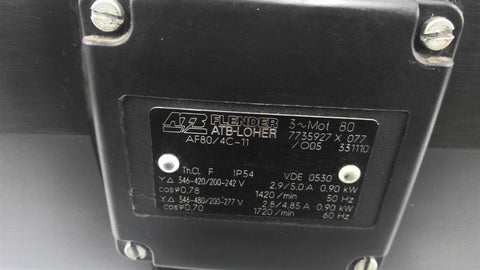 ATB FLENDER
ATB-LOHER
3~Mot 80
AF80/4C-11
7735927 X 077
/005 331110
Th.Cl. F IP54 VDE 0530
Y△ 346-420/200-242 V 2.9/5.0 A 0.90 kW
cosφ0.78 1420/min 50 Hz
Y△ 346-480/200-277 V 2.8/4.85 A 0.90 kW
cosφ0.70 1720/min 60 Hz